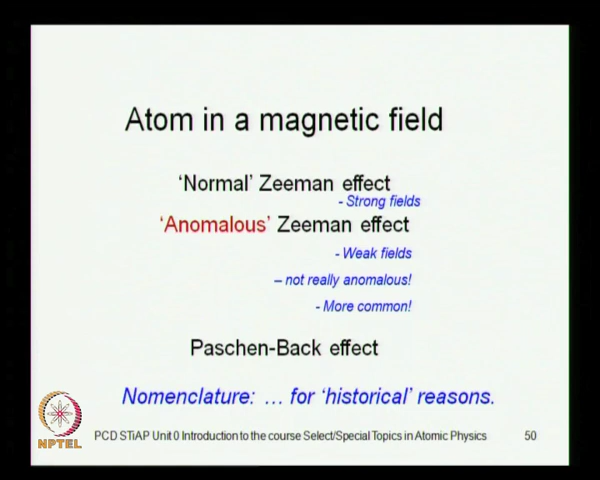 Atom in a magnetic field
‘Normal’ Zeeman effect
- Strong fields
‘Anomalous’ Zeeman effect
- Weak fields
– not really anomalous!
- More common!
Paschen-Back effect
Nomenclature: … for ‘historical’ reasons.
NPTEL
PCD STiAP Unit 0 Introduction to the course Select/Special Topics in Atomic Physics 50